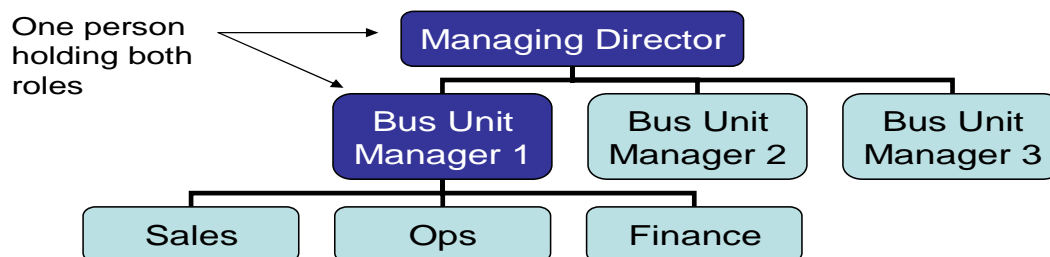 One person
holding both
roles
Managing Director
Bus Unit
Manager 1
Bus Unit
Manager 2
Bus Unit
Manager 3
Sales
Ops
Finance